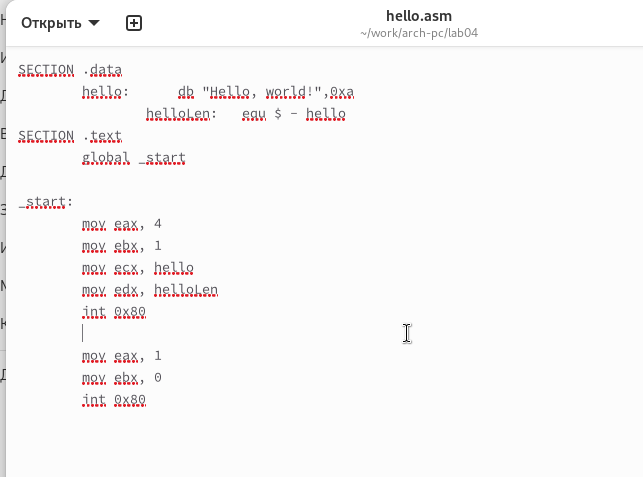 Открыть
hello.asm
~/work/arch-pc/lab04
SECTION .data
hello: db "Hello, world!",0xa
helloLen: equ $ - hello
SECTION .text
global _start
_start:
mov eax, 4
mov ebx, 1
mov ecx, hello
mov edx, helloLen
int 0x80
mov eax, 1
mov ebx, 0
int 0x80